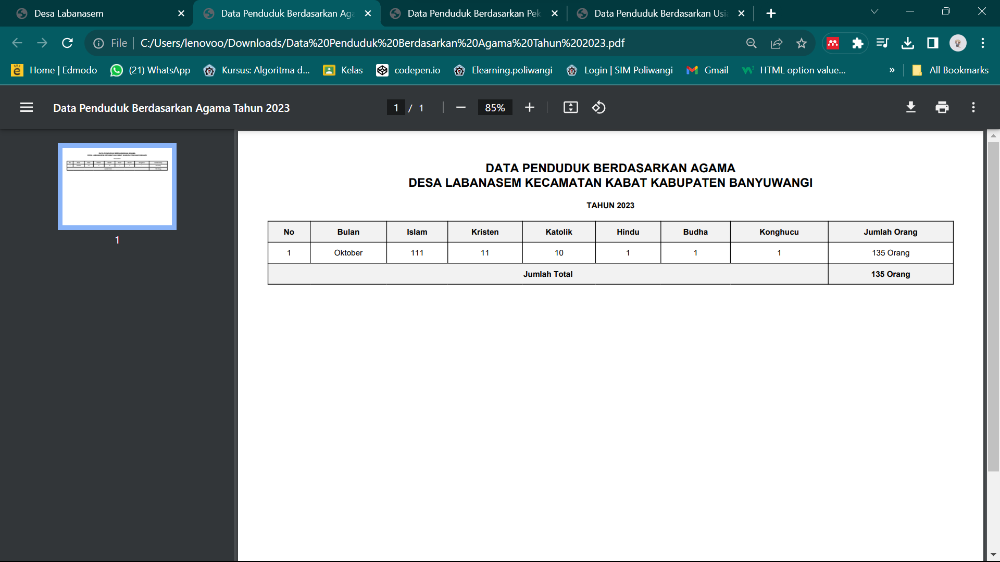 Desa Labanasem
Data Penduduk Berdasarkan Aga
Data Penduduk Berdasarkan Pek
Data Penduduk Berdasarkan Usi
File
C:/Users/lenovoo/Downloads/Data%20Penduduk%20Berdasarkan%20Agama%20Tahun%202023.pdf
Home | Edmodo
(21) WhatsApp
Kursus: Algoritma d...
Kelas
codepen.io
Elearning.poliwangi
Login | SIM Poliwangi
Gmail
HTML option value...
»
All Bookmarks
Data Penduduk Berdasarkan Agama Tahun 2023
1 / 1
85%
DATA PENDUDUK BERDASARKAN AGAMA
DESA LABANASEM KECAMATAN KABAT KABUPATEN BANYUWANGI
TAHUN 2023
No Bulan Islam Kristen Katolik Hindu Budha Konghucu Jumlah Orang
1 Oktober 111 11 10 1 1 1 135 Orang
Jumlah Total 135 Orang
1